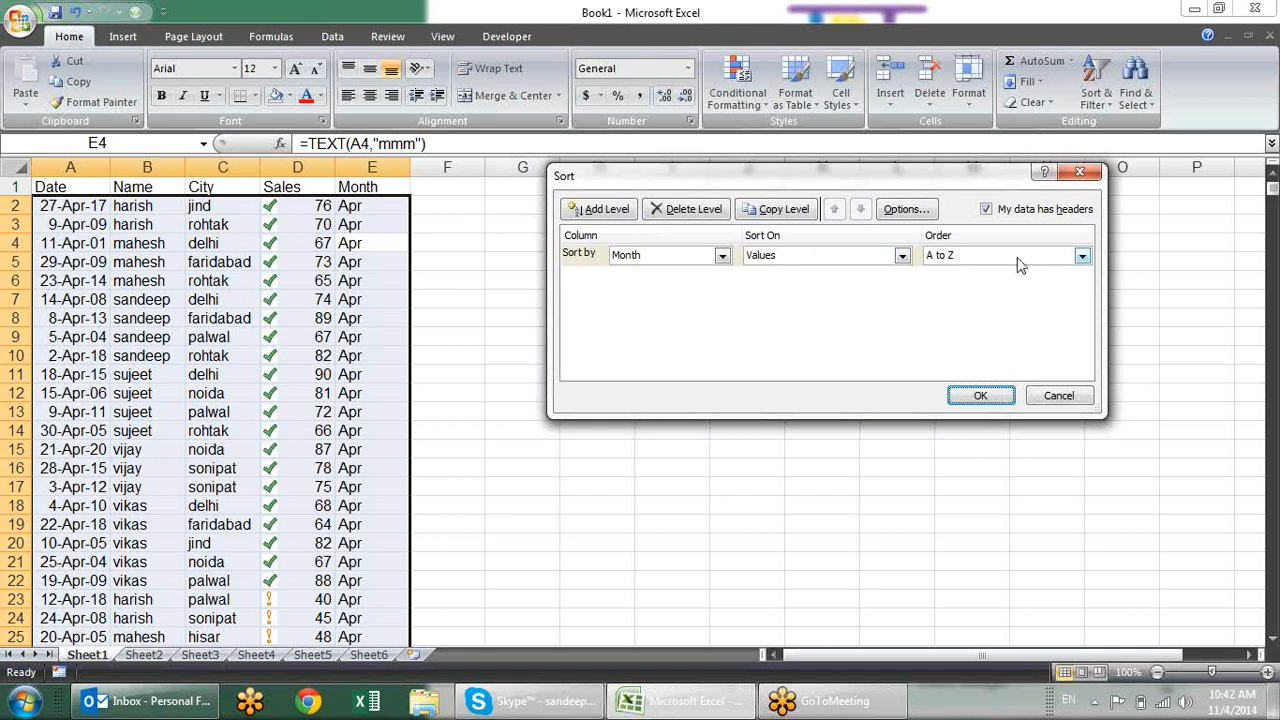 Book1 - Microsoft Excel
Home Insert Page Layout Formulas Data Review View Developer
Paste Cut Copy Format Painter Clipboard
Arial 12 Font
Wrap Text Merge & Center Alignment
General $ % , Number
Conditional Formatting Format as Table Cell Styles Styles
Insert Delete Format Cells
Σ AutoSum Fill Clear Sort & Filter Find & Select Editing
E4 fx =TEXT(A4,"mmm")
A B C D E F G O P
1 Date Name City Sales Month
2 27-Apr-17 harish jind 76 Apr
3 9-Apr-09 harish rohtak 70 Apr
4 11-Apr-01 mahesh delhi 67 Apr
5 29-Apr-09 mahesh faridabad 73 Apr
6 23-Apr-14 mahesh rohtak 65 Apr
7 14-Apr-08 sandeep delhi 74 Apr
8 8-Apr-13 sandeep faridabad 89 Apr
9 5-Apr-04 sandeep palwal 67 Apr
10 2-Apr-18 sandeep rohtak 82 Apr
11 18-Apr-15 sujeet delhi 90 Apr
12 15-Apr-06 sujeet noida 81 Apr
13 9-Apr-11 sujeet palwal 72 Apr
14 30-Apr-05 sujeet rohtak 66 Apr
15 21-Apr-20 vijay noida 87 Apr
16 28-Apr-15 vijay sonipat 78 Apr
17 3-Apr-12 vijay sonipat 75 Apr
18 4-Apr-10 vikas delhi 68 Apr
19 22-Apr-18 vikas faridabad 64 Apr
20 10-Apr-05 vikas jind 82 Apr
21 25-Apr-04 vikas noida 67 Apr
22 19-Apr-09 vikas palwal 88 Apr
23 12-Apr-18 harish palwal 40 Apr
24 24-Apr-08 harish sonipat 45 Apr
25 20-Apr-05 mahesh hisar 48 Apr
Sort
Add Level Delete Level Copy Level Options... My data has headers
Column Sort On Order
Sort by Month Values A to Z
OK Cancel
Sheet1 Sheet2 Sheet3 Sheet4 Sheet5 Sheet6
Ready 100%
Inbox - Personal F... Skype™ - sandeep... Microsoft Excel - ... GoToMeeting EN 10:42 AM
11/4/2014